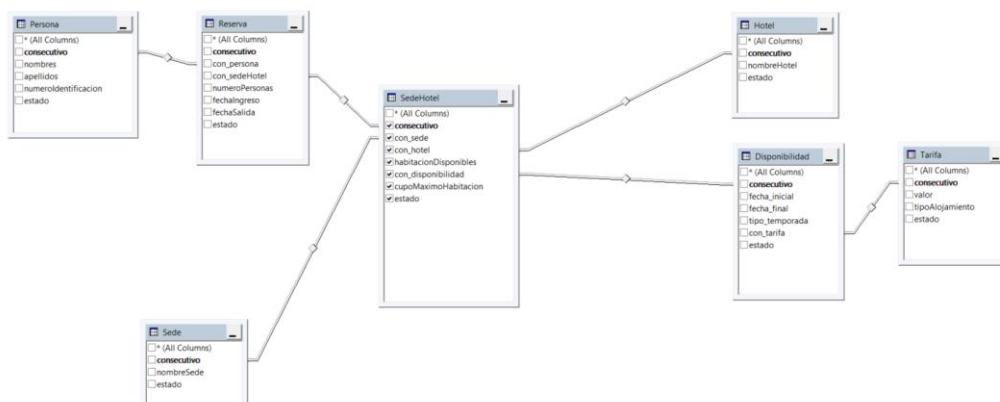 Persona
* (All Columns)
consecutivo
nombres
apellidos
numeroIdentificacion
estado
Reserva
* (All Columns)
consecutivo
con_persona
con_sedeHotel
numeroPersonas
fechaIngreso
fechaSalida
estado
SedeHotel
* (All Columns)
consecutivo
con_sede
con_hotel
habitacionDisponibles
con_disponibilidad
cupoMaximoHabitacion
estado
Hotel
* (All Columns)
consecutivo
nombreHotel
estado
Disponibilidad
* (All Columns)
consecutivo
fecha_inicial
fecha_final
tipo_temporada
con_tarifa
estado
Tarifa
* (All Columns)
consecutivo
valor
tipoAlojamiento
estado
Sede
* (All Columns)
consecutivo
nombreSede
estado